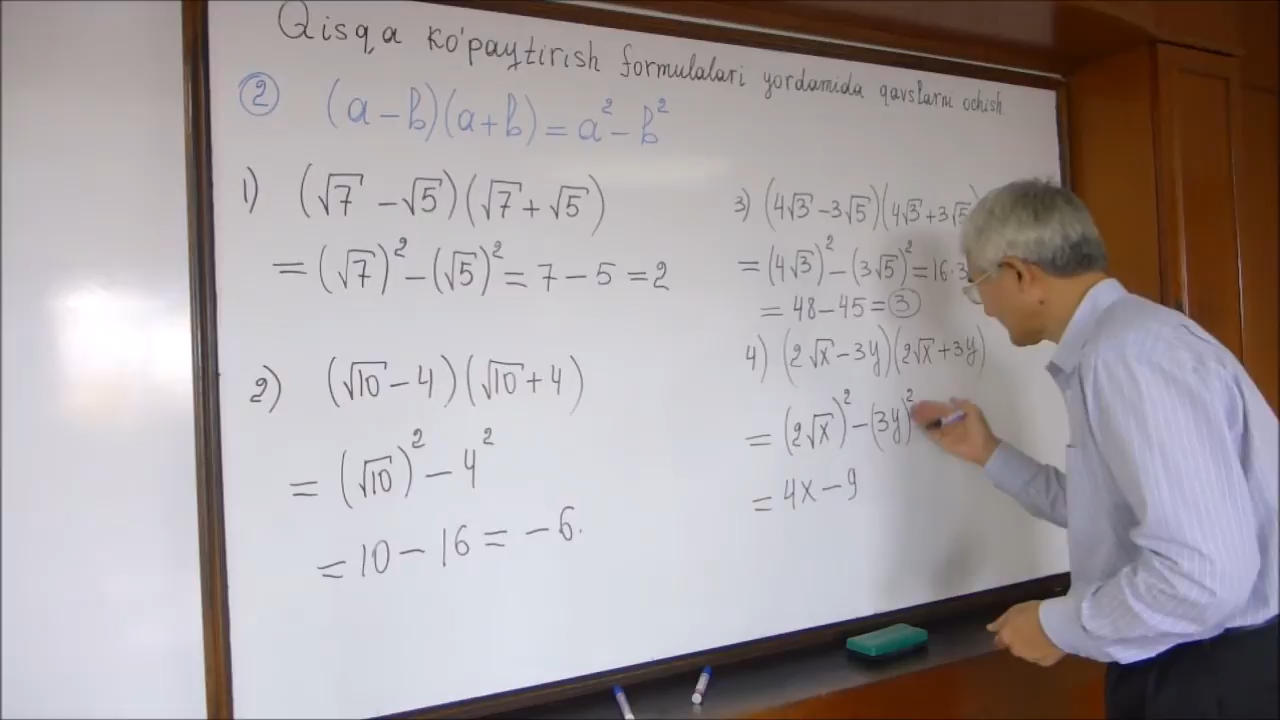 Qisqa ko'paytirish formulalari yordamida qavslarni ochish
② (a-b)(a+b)=a²-b²
1) (√7 - √5)(√7 + √5)
= (√7)² - (√5)² = 7 - 5 = 2
2) (√10 - 4)(√10 + 4)
= (√10)² - 4²
= 10 - 16 = -6.
3) (4√3 - 3√5)(4√3 + 3√5
= (4√3)² - (3√5)² = 16·3
= 48 - 45 = ③
4) (2√x - 3y)(2√x + 3y)
= (2√x)² - (3y)²
= 4x - 9